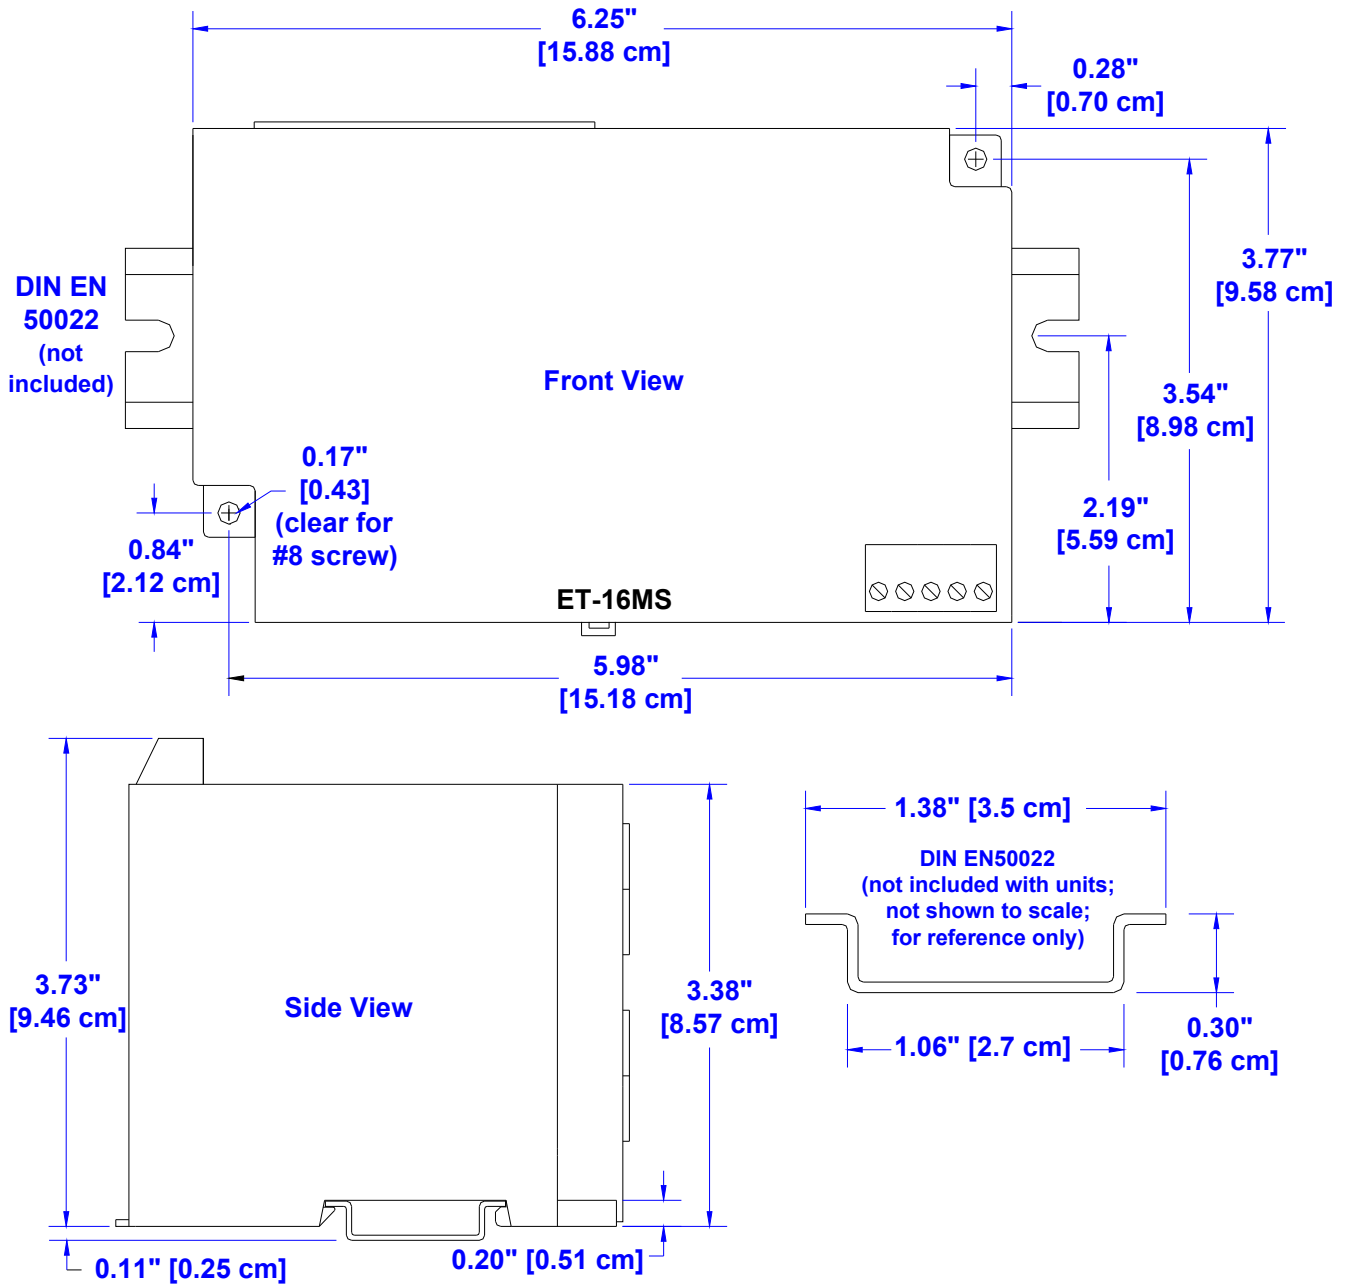 6.25"
[15.88 cm]
0.28"
[0.70 cm]
3.77"
[9.58 cm]
DIN EN
50022
(not
included)
Front View
3.54"
[8.98 cm]
0.17"
[0.43]
(clear for
#8 screw)
2.19"
[5.59 cm]
0.84"
[2.12 cm]
ET-16MS
5.98"
[15.18 cm]
1.38" [3.5 cm]
DIN EN50022
(not included with units;
not shown to scale;
for reference only)
3.73"
[9.46 cm]
Side View
3.38"
[8.57 cm]
0.30"
[0.76 cm]
1.06" [2.7 cm]
0.11" [0.25 cm]
0.20" [0.51 cm]